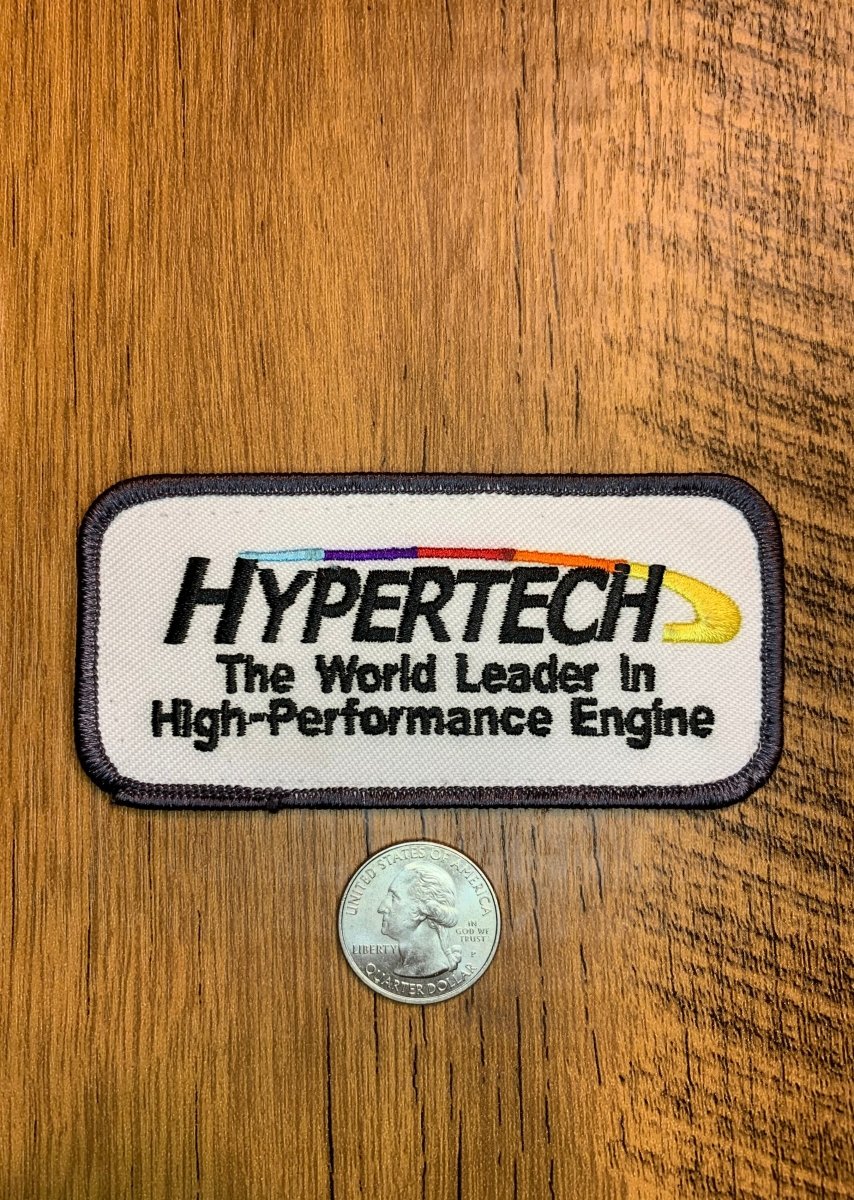 HYPERTECH
The World Leader In
High-Performance Engine
UNITED STATES OF AMERICA
IN
GOD WE
TRUST
LIBERTY
P
QUARTER DOLLAR